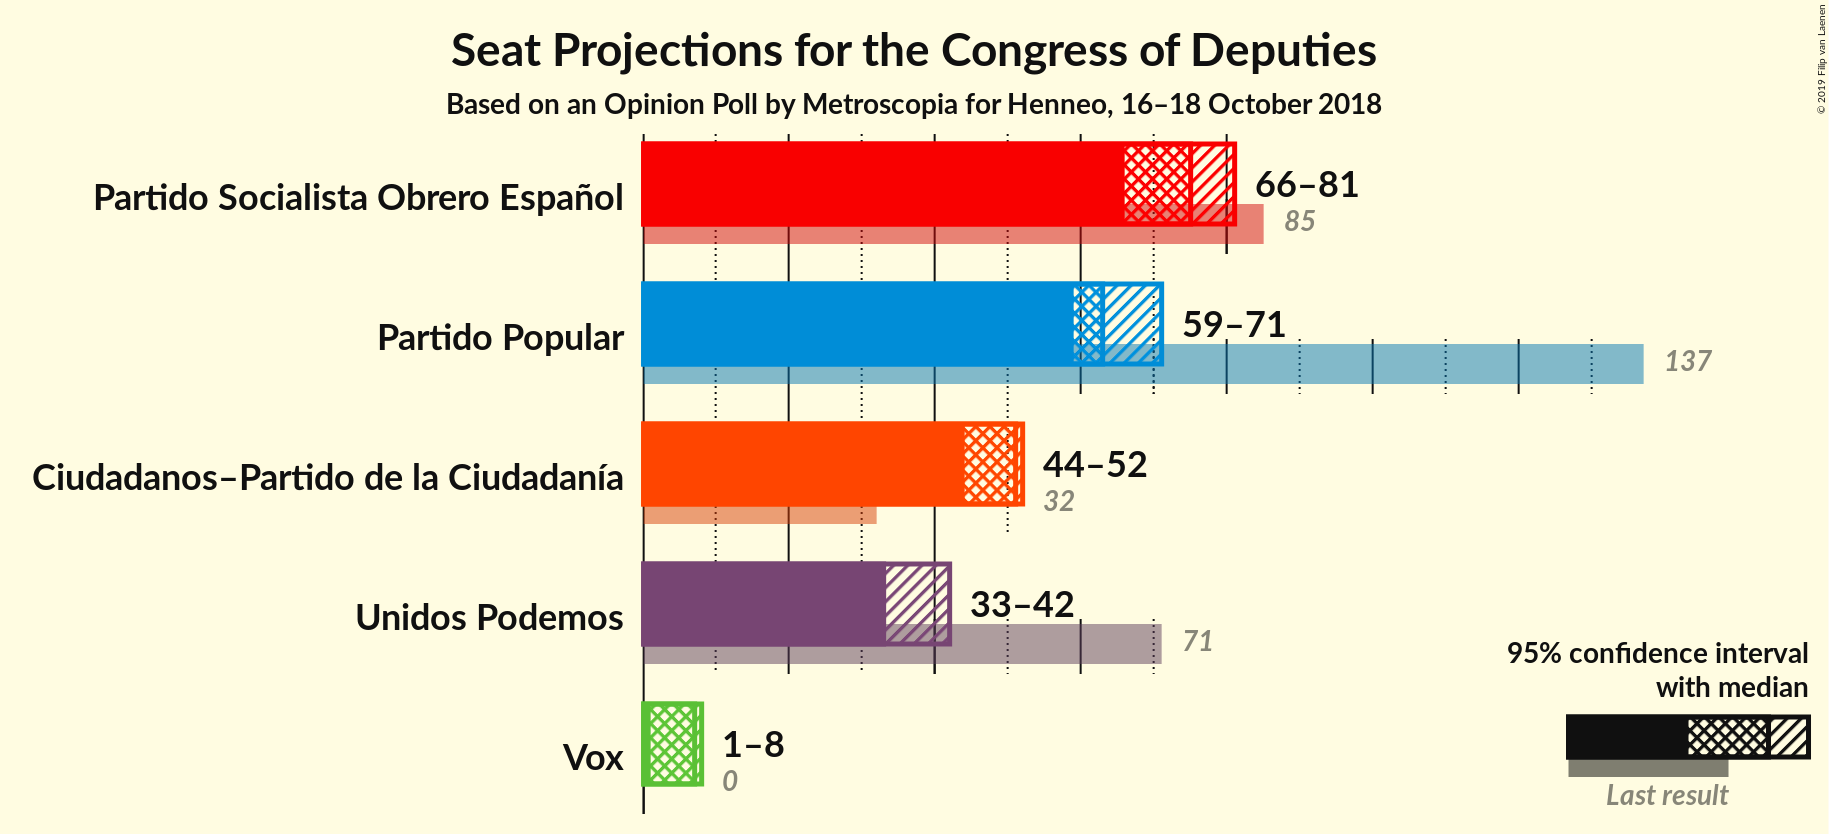 Seat Projections for the Congress of Deputies
Based on an Opinion Poll by Metroscopia for Henneo, 16–18 October 2018
© 2019 Filip van Laenen
Partido Socialista Obrero Español
66–81
85
Partido Popular
59–71
137
Ciudadanos–Partido de la Ciudadanía
44–52
32
Unidos Podemos
33–42
71
Vox
1–8
0
95% confidence interval
with median
Last result